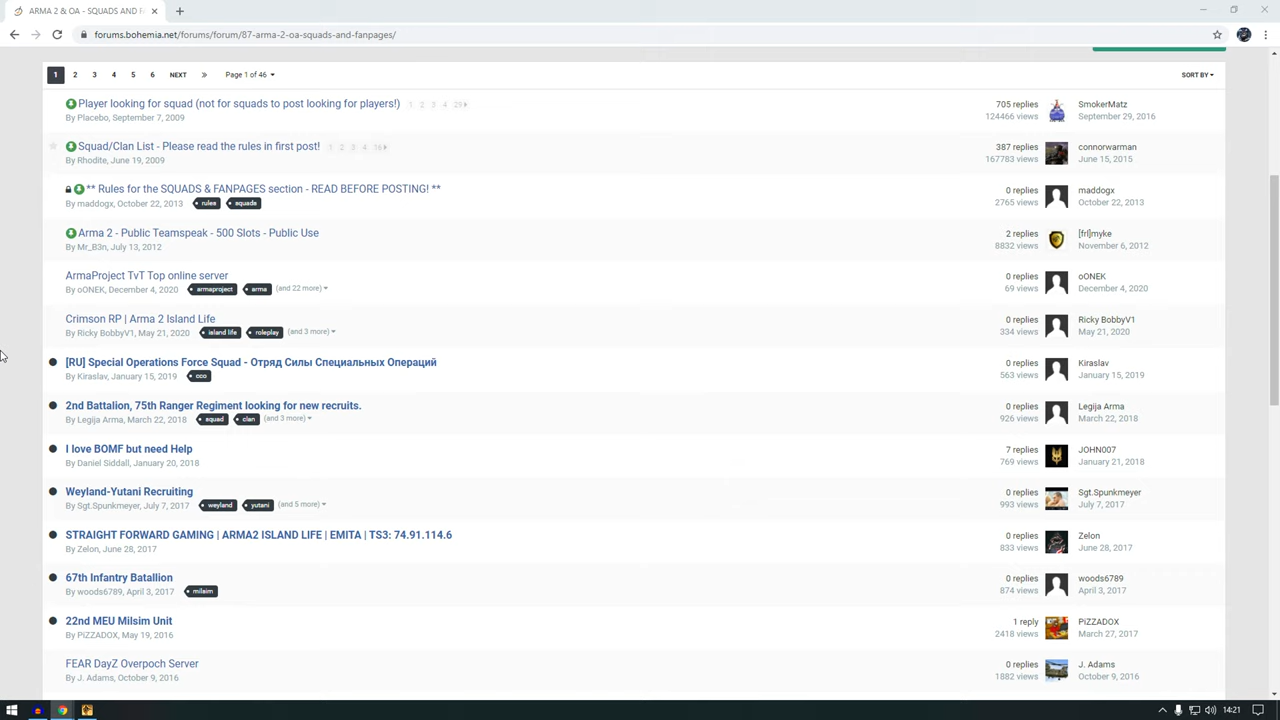 ARMA 2 & OA - SQUADS AND F
forums.bohemia.net/forums/forum/87-arma-2-oa-squads-and-fanpages/
1 2 3 4 5 6 NEXT Page 1 of 46 SORT BY
Player looking for squad (not for squads to post looking for players!) 1 2 3 4 29
By Placebo, September 7, 2009
705 replies
124466 views
SmokerMatz
September 29, 2016
Squad/Clan List - Please read the rules in first post! 1 2 3 4 16
By Rhodite, June 19, 2009
387 replies
167783 views
connorwarman
June 15, 2015
** Rules for the SQUADS & FANPAGES section - READ BEFORE POSTING! **
By maddogx, October 22, 2013 rules squads
0 replies
2765 views
maddogx
October 22, 2013
Arma 2 - Public Teamspeak - 500 Slots - Public Use
By Mr_B3n, July 13, 2012
2 replies
8832 views
[frl]myke
November 6, 2012
ArmaProject TvT Top online server
By oONEK, December 4, 2020 armaproject arma (and 22 more)
0 replies
69 views
oONEK
December 4, 2020
Crimson RP | Arma 2 Island Life
By Ricky BobbyV1, May 21, 2020 island life roleplay (and 3 more)
0 replies
334 views
Ricky BobbyV1
May 21, 2020
[RU] Special Operations Force Squad - Отряд Силы Специальных Операций
By Kiraslav, January 15, 2019 ссо
0 replies
563 views
Kiraslav
January 15, 2019
2nd Battalion, 75th Ranger Regiment looking for new recruits.
By Legija Arma, March 22, 2018 squad clan (and 3 more)
0 replies
926 views
Legija Arma
March 22, 2018
I love BOMF but need Help
By Daniel Siddall, January 20, 2018
7 replies
769 views
JOHN007
January 21, 2018
Weyland-Yutani Recruiting
By Sgt.Spunkmeyer, July 7, 2017 weyland yutani (and 5 more)
0 replies
993 views
Sgt.Spunkmeyer
July 7, 2017
STRAIGHT FORWARD GAMING | ARMA2 ISLAND LIFE | EMITA | TS3: 74.91.114.6
By Zelon, June 28, 2017
0 replies
833 views
Zelon
June 28, 2017
67th Infantry Batallion
By woods6789, April 3, 2017 milsim
0 replies
874 views
woods6789
April 3, 2017
22nd MEU Milsim Unit
By PiZZADOX, May 19, 2016
1 reply
2418 views
PiZZADOX
March 27, 2017
FEAR DayZ Overpoch Server
By J. Adams, October 9, 2016
0 replies
1882 views
J. Adams
October 9, 2016
14:21